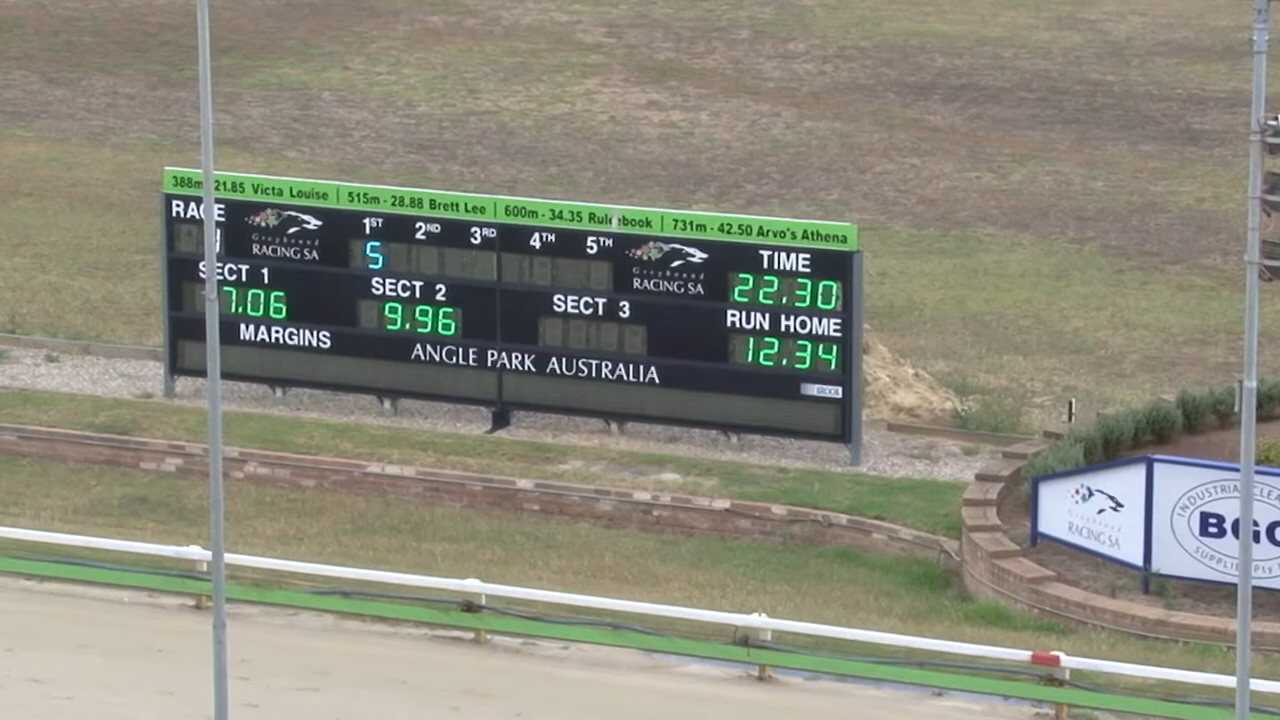 388m 21.85 Victa Louise | 515m - 28.88 Brett Lee | 600m - 34.35 Rulebook | 731m - 42.50 Arvo's Athena
RACE Greyhound RACING SA 1ST 2ND 3RD 4TH 5TH Greyhound RACING SA TIME
5 22.30
SECT 1 SECT 2 SECT 3 RUN HOME
7.06 9.96 12.34
MARGINS ANGLE PARK AUSTRALIA
Greyhound
RACING SA
BGC